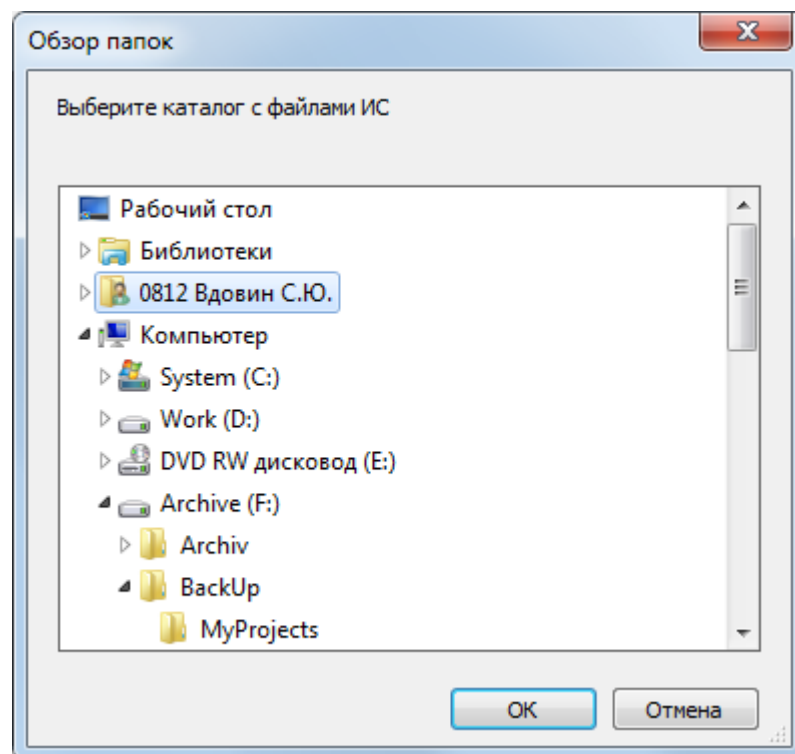 Обзор папок
Выберите каталог с файлами ИС
Рабочий стол
Библиотеки
0812 Вдовин С.Ю.
Компьютер
System (C:)
Work (D:)
DVD RW дисковод (E:)
Archive (F:)
Archiv
BackUp
MyProjects
ОК Отмена